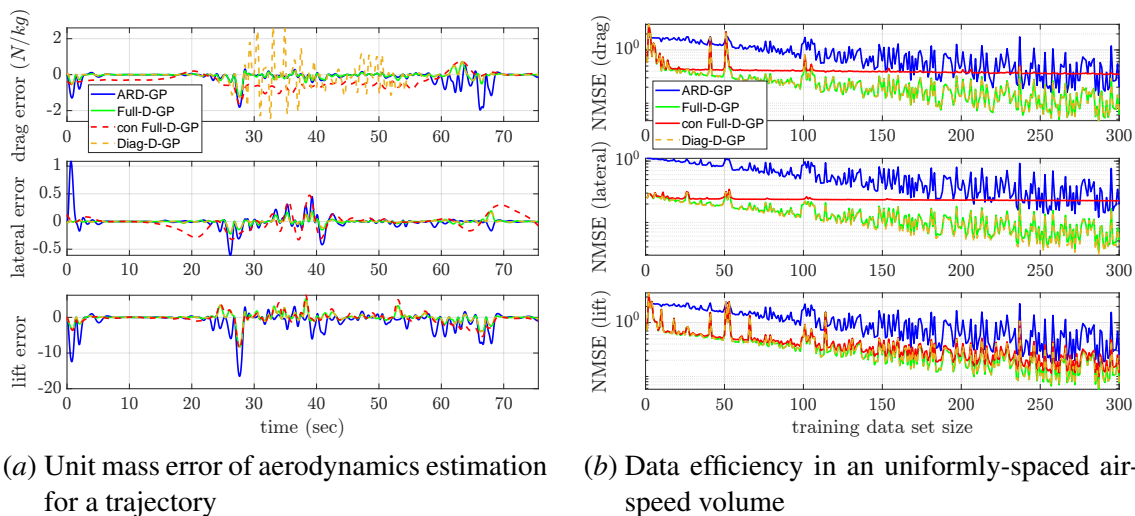 drag error (N/kg)
2
0
-2
ARD-GP
Full-D-GP
con Full-D-GP
Diag-D-GP
0 10 20 30 40 50 60 70
lateral error
1
0.5
0
-0.5
0 10 20 30 40 50 60 70
lift error
0
-10
-20
0 10 20 30 40 50 60 70
time (sec)
(a) Unit mass error of aerodynamics estimation
for a trajectory
NMSE (drag)
10⁰
ARD-GP
Full-D-GP
con Full-D-GP
Diag-D-GP
0 50 100 150 200 250 300
NMSE (lateral)
10⁰
0 50 100 150 200 250 300
NMSE (lift)
10⁰
0 50 100 150 200 250 300
training data set size
(b) Data efficiency in an uniformly-spaced air-
speed volume